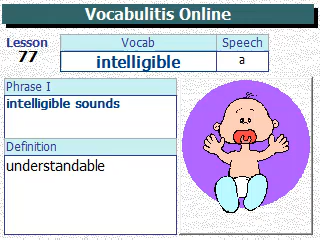 Vocabulitis Online
Lesson
77
Vocab
Speech
intelligible
a
Phrase I
intelligible sounds
Definition
understandable